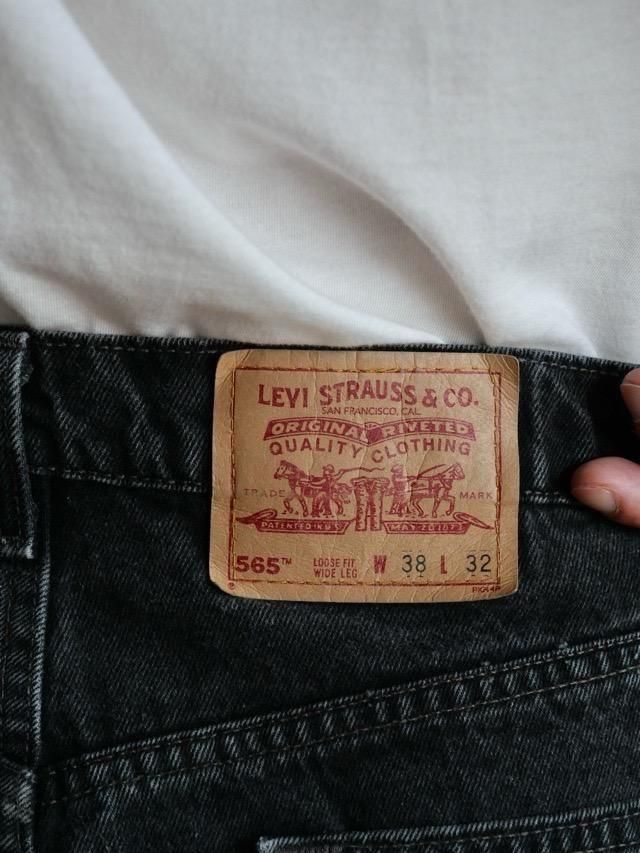 LEVI STRAUSS & CO.
SAN FRANCISCO, CAL.
ORIGINAL RIVETED
QUALITY CLOTHING
TRADE MARK
PATENTED IN U.S. MAY 20 1873
565™ LOOSE FIT WIDE LEG W 38 L 32
®